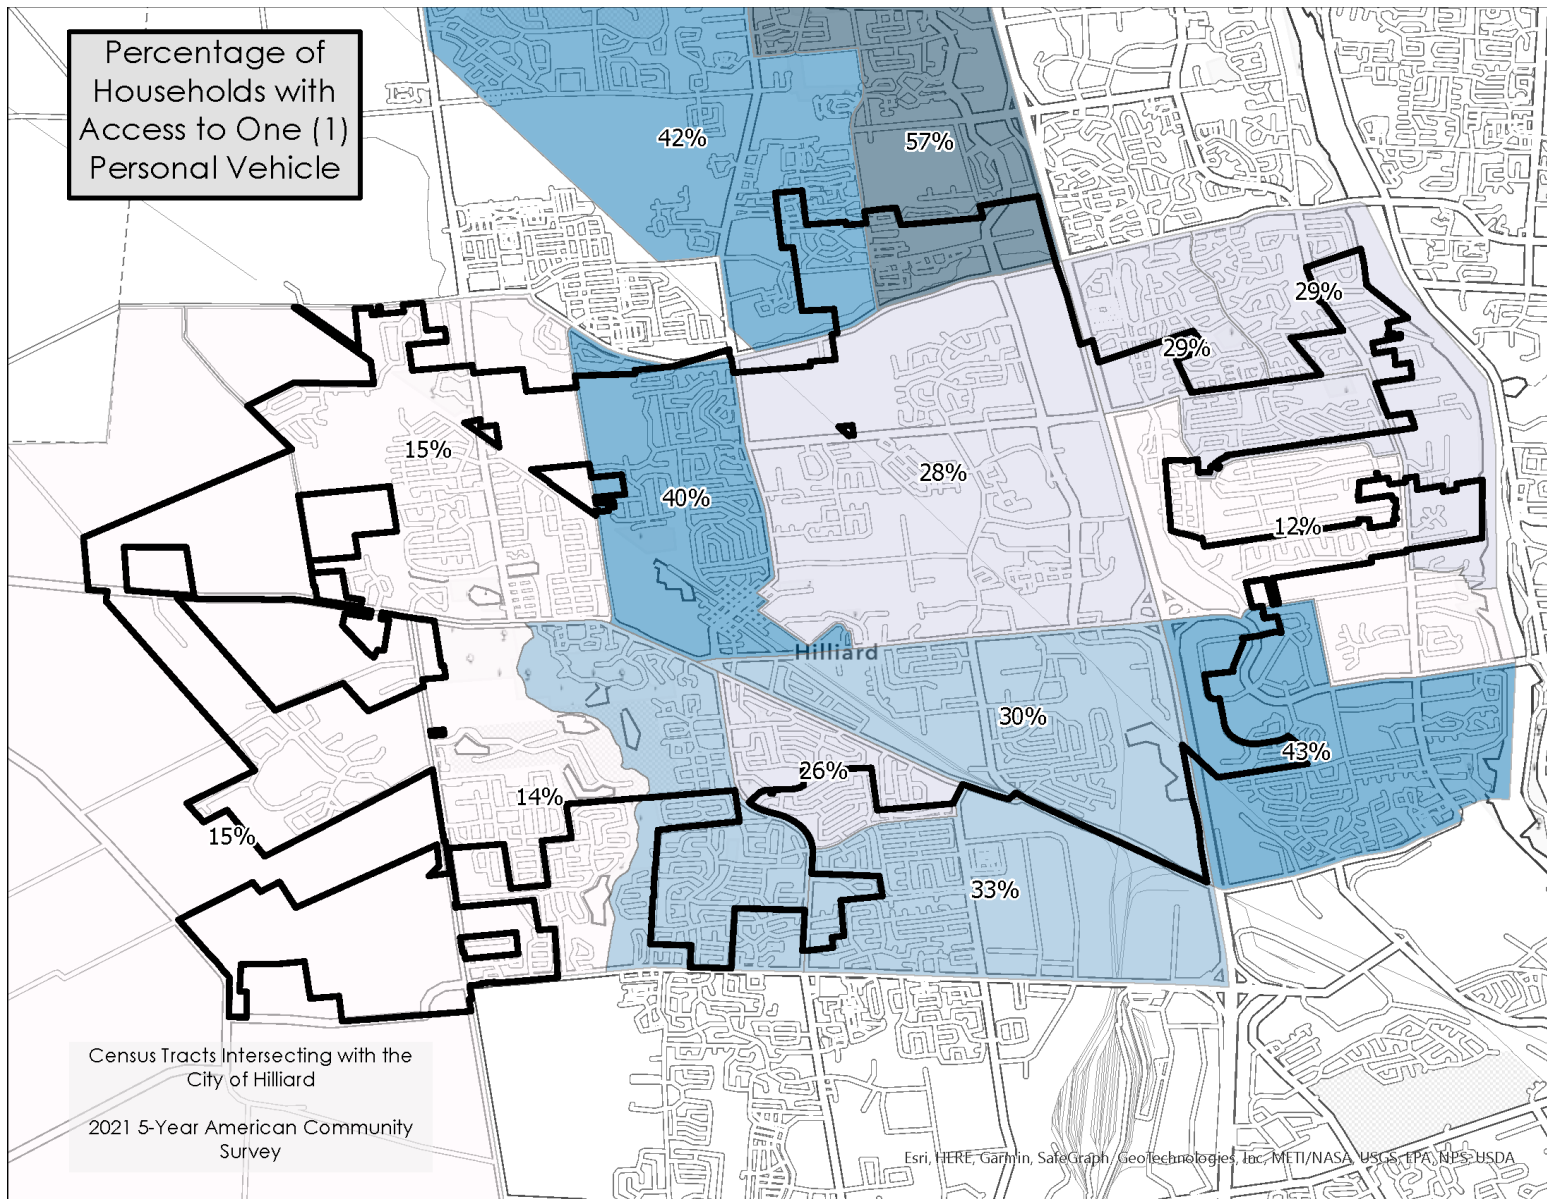 Percentage of
Households with
Access to One (1)
Personal Vehicle
42%
57%
29%
29%
15%
28%
40%
12%
Hilliard
30%
43%
26%
14%
15%
33%
Census Tracts Intersecting with the
City of Hilliard
2021 5-Year American Community
Survey
Esri, HERE, Garmin, SafeGraph, GeoTechnologies, Inc, METI/NASA, USGS, EPA, NPS, USDA